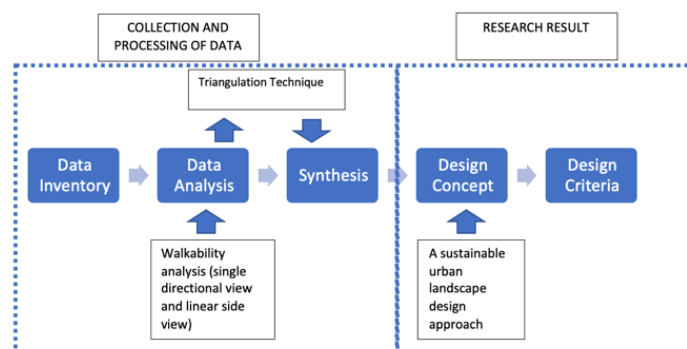 COLLECTION AND
PROCESSING OF DATA
RESEARCH RESULT
Triangulation Technique
Data
Inventory
Data
Analysis
Synthesis
Design
Concept
Design
Criteria
Walkability
analysis (single
directional view
and linear side
view)
A sustainable
urban
landscape
design
approach